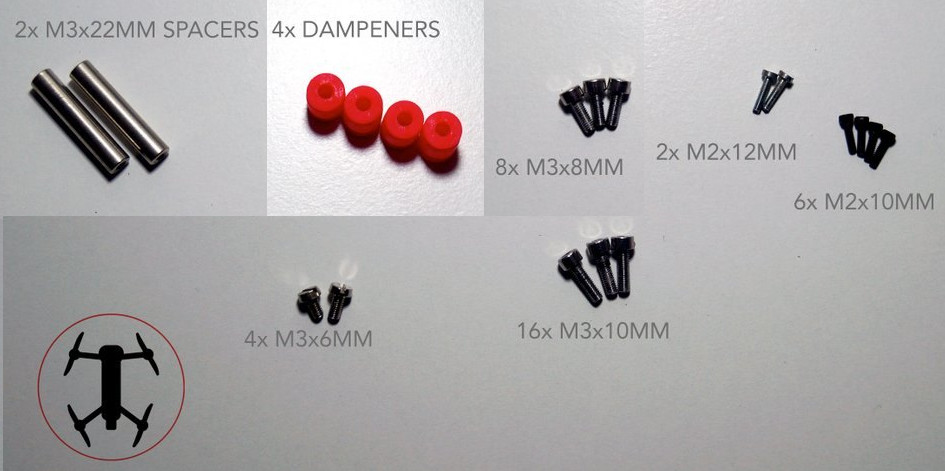 2x M3x22MM SPACERS
4x DAMPENERS
8x M3x8MM
2x M2x12MM
6x M2x10MM
4x M3x6MM
16x M3x10MM